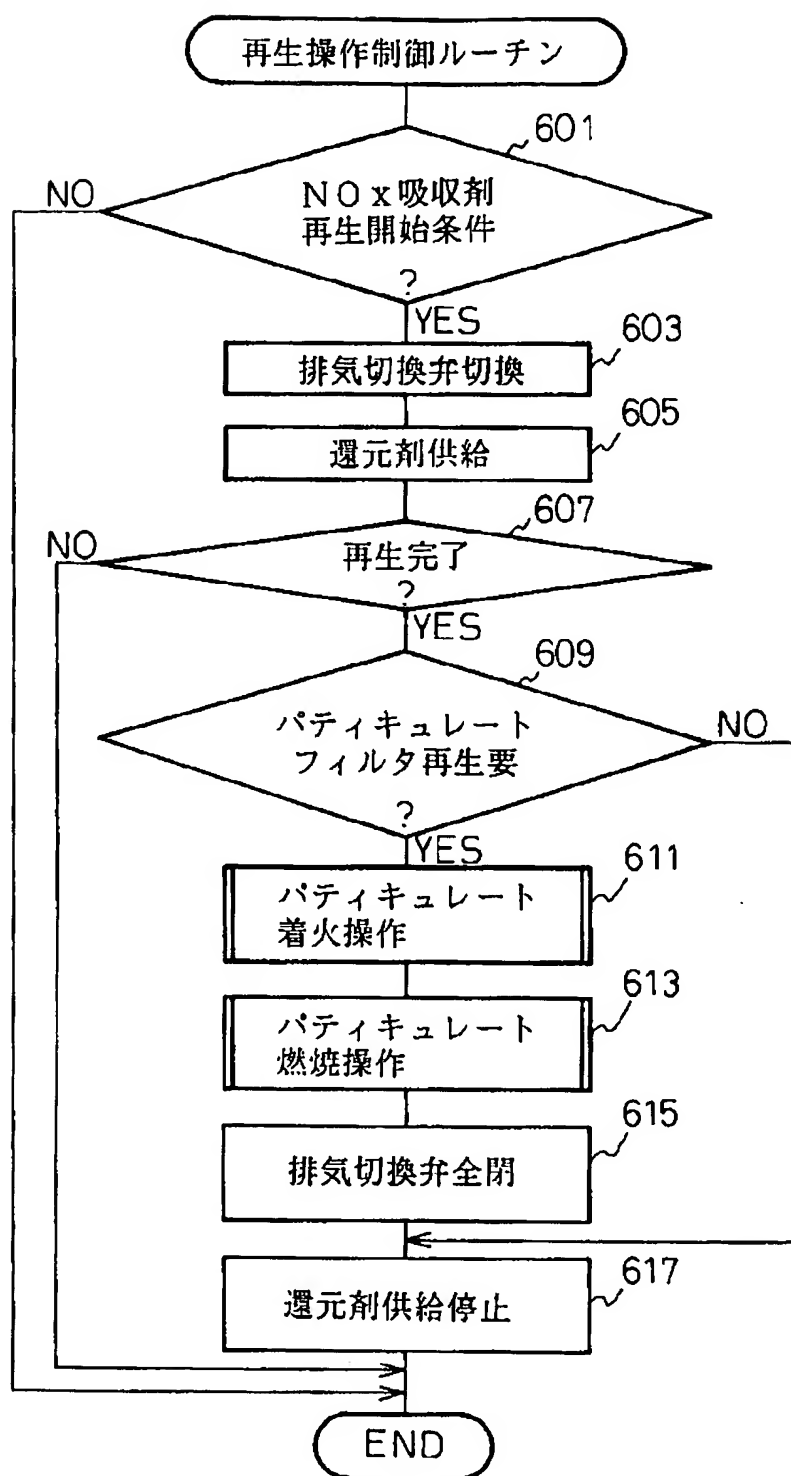 再生操作制御ルーチン
601
NO
NOx吸収剤
再生開始条件
?
YES
603
排気切換弁切換
605
還元剤供給
607
NO
再生完了
?
YES
609
パティキュレート
フィルタ再生要
NO
?
YES
611
パティキュレート
着火操作
613
パティキュレート
燃焼操作
615
排気切換弁全閉
617
還元剤供給停止
END